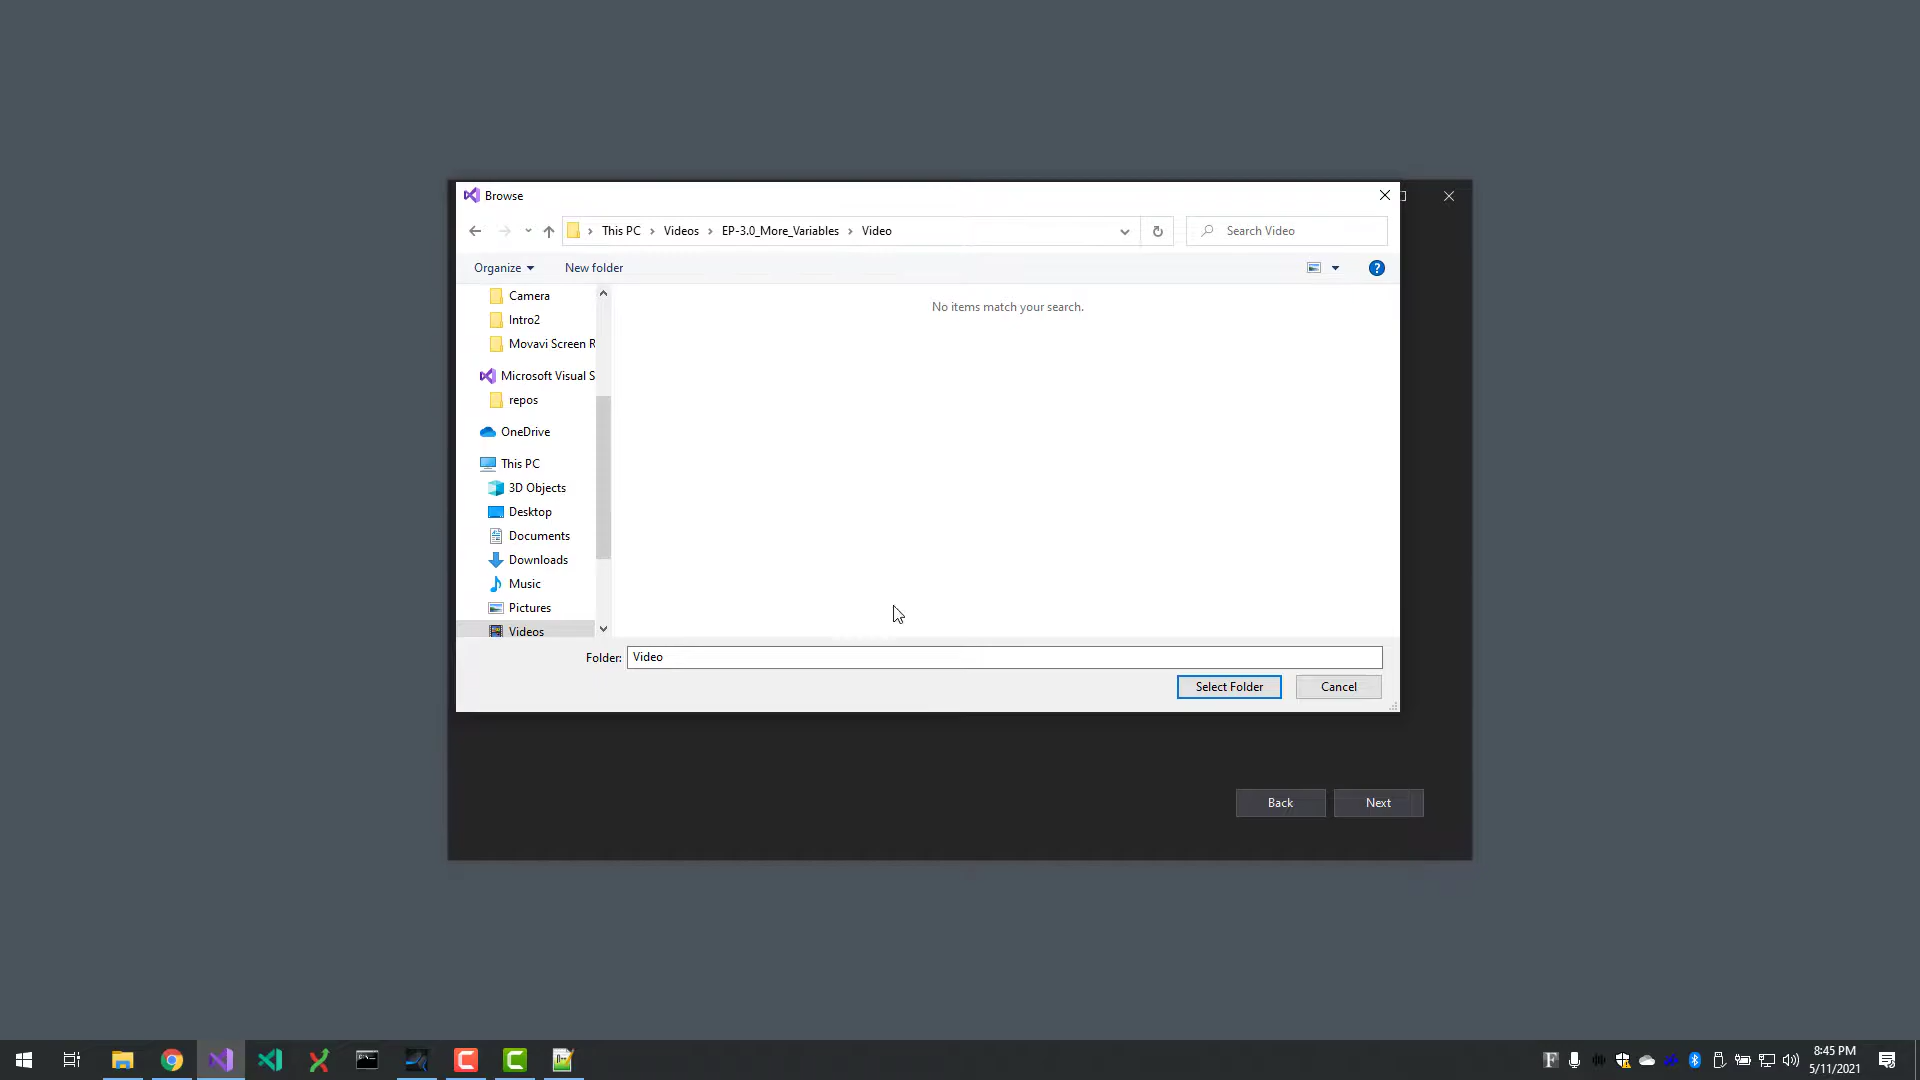 Browse
This PC > Videos > EP-3.0_More_Variables > Video
Search Video
Organize
New folder
?
Camera
Intro2
Movavi Screen R
Microsoft Visual S
repos
OneDrive
This PC
3D Objects
Desktop
Documents
Downloads
Music
Pictures
Videos
No items match your search.
Folder: Video
Select Folder
Cancel
Back
Next
8:45 PM
5/11/2021